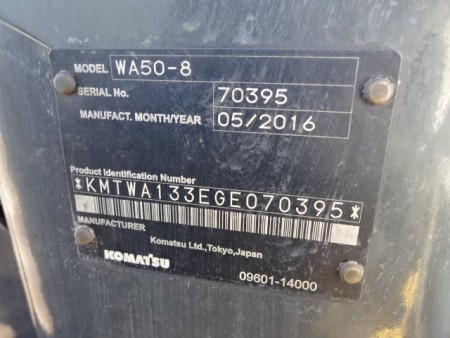 MODEL WA50-8
SERIAL No. 70395
MANUFACT. MONTH/YEAR 05/2016
Product Identification Number
*KMTWA133EGE070395*
MANUFACTURER
Komatsu Ltd.,Tokyo,Japan
KOMATSU
09601-14000